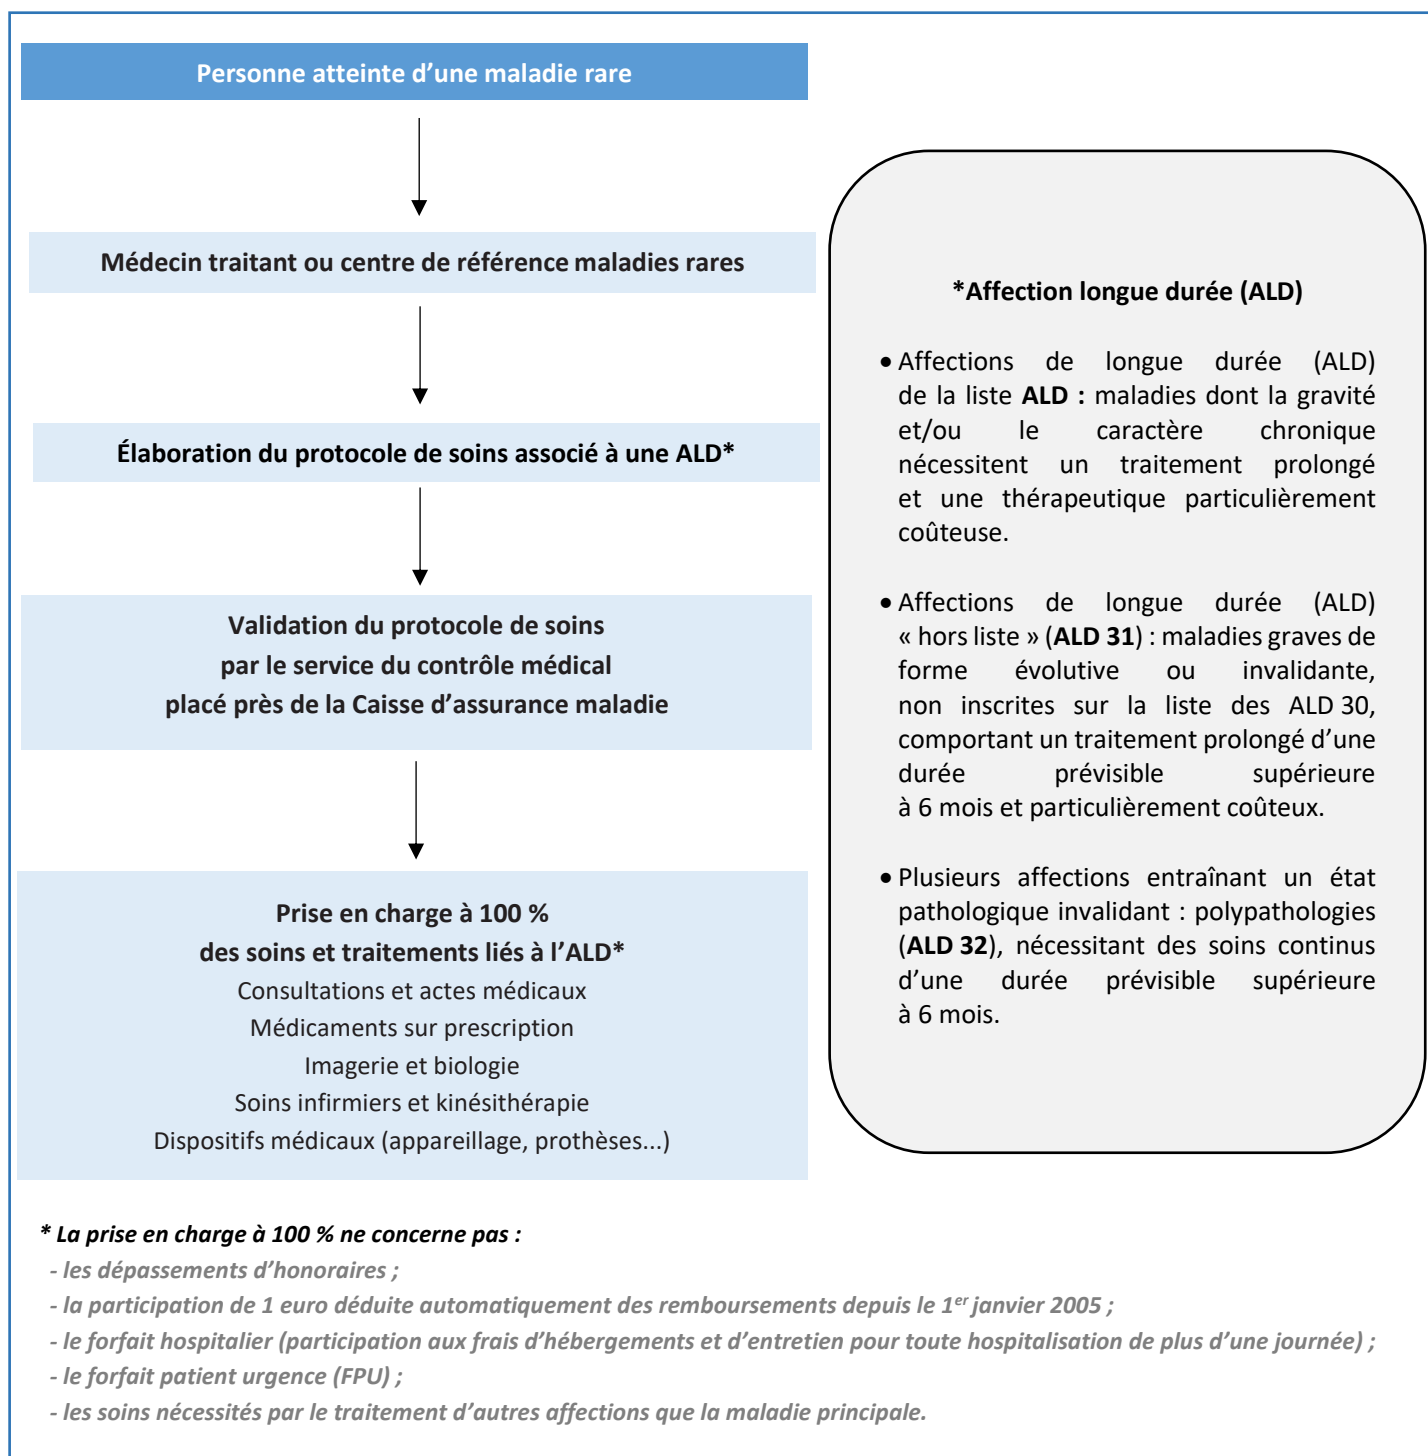 Personne atteinte d’une maladie rare
Médecin traitant ou centre de référence maladies rares
Élaboration du protocole de soins associé à une ALD*
Validation du protocole de soins
par le service du contrôle médical
placé près de la Caisse d’assurance maladie
Prise en charge à 100 %
des soins et traitements liés à l’ALD*
Consultations et actes médicaux
Médicaments sur prescription
Imagerie et biologie
Soins infirmiers et kinésithérapie
Dispositifs médicaux (appareillage, prothèses...)
*Affection longue durée (ALD)
• Affections de longue durée (ALD)
de la liste ALD : maladies dont la gravité
et/ou le caractère chronique
nécessitent un traitement prolongé
et une thérapeutique particulièrement
coûteuse.
• Affections de longue durée (ALD)
« hors liste » (ALD 31) : maladies graves de
forme évolutive ou invalidante,
non inscrites sur la liste des ALD 30,
comportant un traitement prolongé d’une
durée prévisible supérieure
à 6 mois et particulièrement coûteux.
• Plusieurs affections entraînant un état
pathologique invalidant : polypathologies
(ALD 32), nécessitant des soins continus
d’une durée prévisible supérieure
à 6 mois.
* La prise en charge à 100 % ne concerne pas :
- les dépassements d’honoraires ;
- la participation de 1 euro déduite automatiquement des remboursements depuis le 1er janvier 2005 ;
- le forfait hospitalier (participation aux frais d’hébergements et d’entretien pour toute hospitalisation de plus d’une journée) ;
- le forfait patient urgence (FPU) ;
- les soins nécessités par le traitement d’autres affections que la maladie principale.